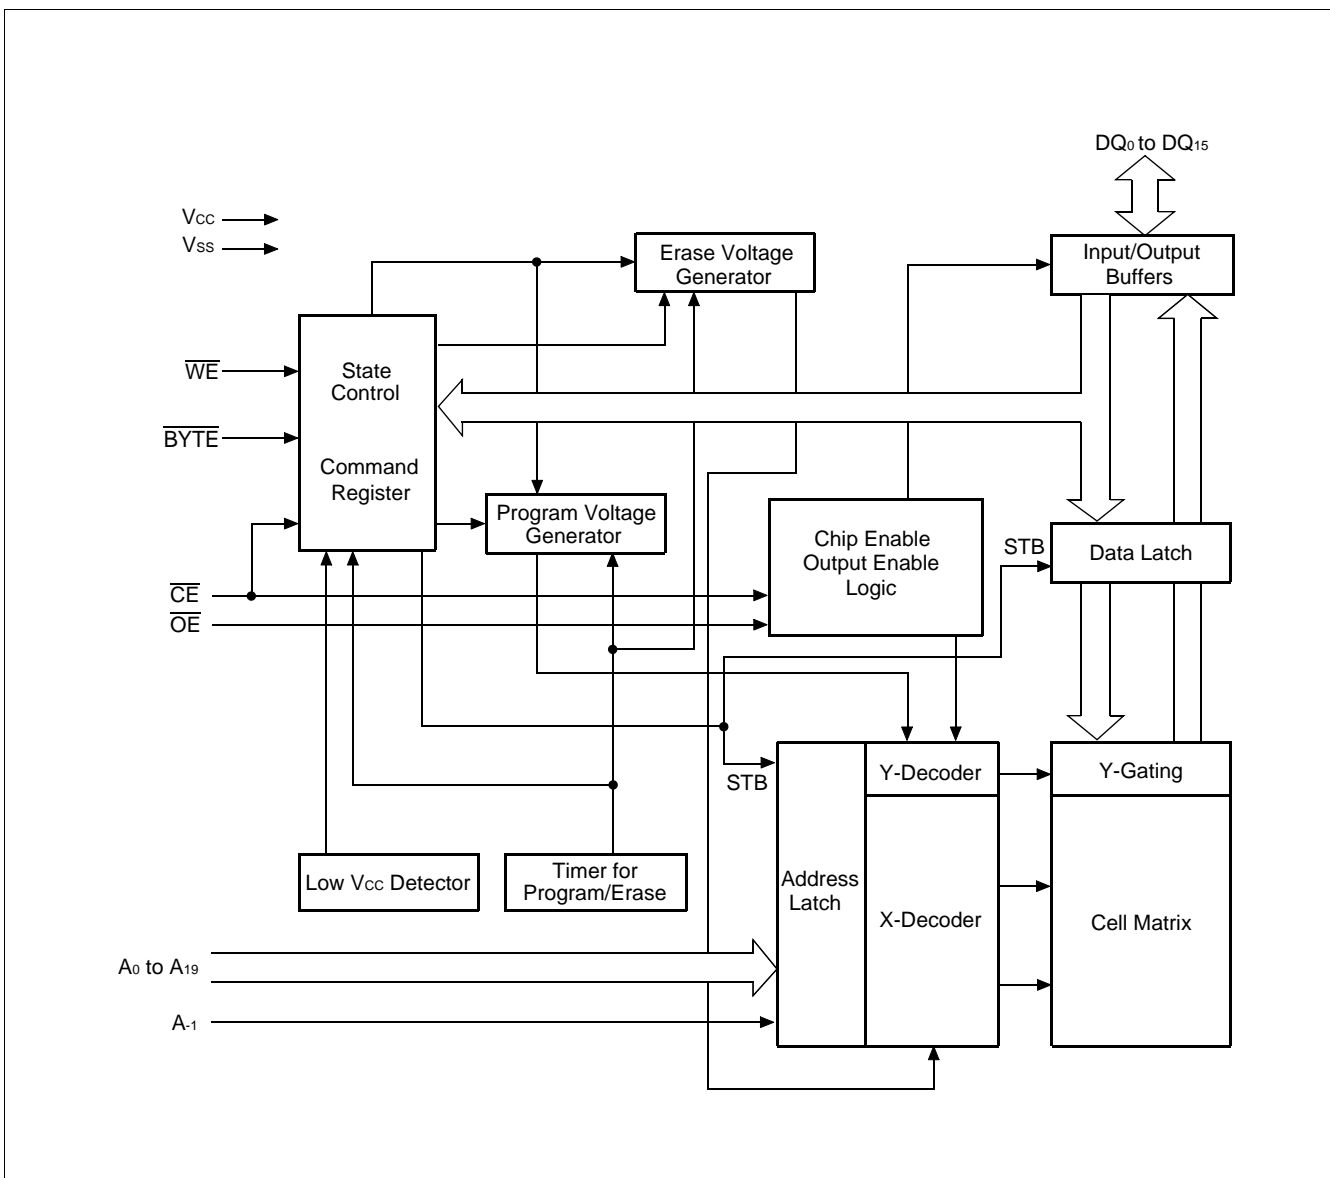 DQ0 to DQ15
VCC
VSS
Erase Voltage
Generator
Input/Output
Buffers
WE
State
Control
BYTE
Command
Register
Program Voltage
Generator
Chip Enable
Output Enable
Logic
STB
Data Latch
CE
OE
STB
Y-Decoder
Y-Gating
Low VCC Detector
Timer for
Program/Erase
Address
Latch
X-Decoder
Cell Matrix
A0 to A19
A-1